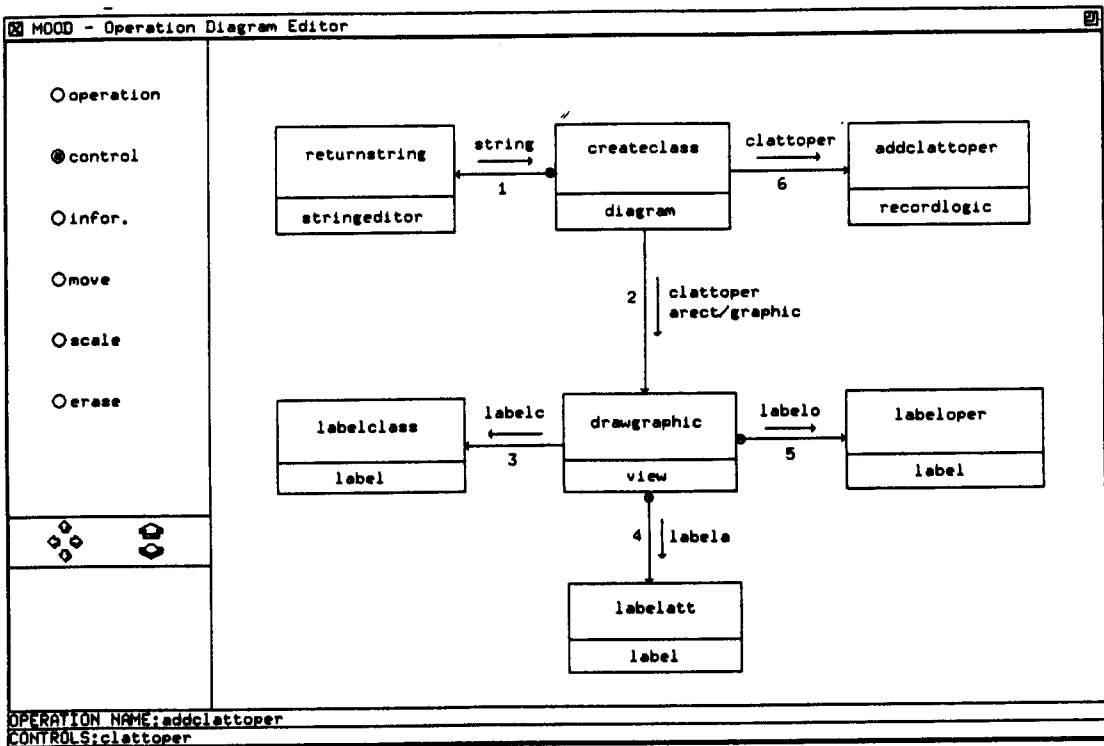 MOOD - Operation Diagram Editor
operation
control
infor.
move
scale
erase
returnstring
stringeditor
string
1
createclass
diagram
clattoper
6
addclattoper
recordlogic
2
clattoper
arect/graphic
labelclass
label
labelc
3
drawgraphic
view
labelo
5
labeloper
label
4
labela
labelatt
label
OPERATION NAME:addclattoper
CONTROLS:clattoper